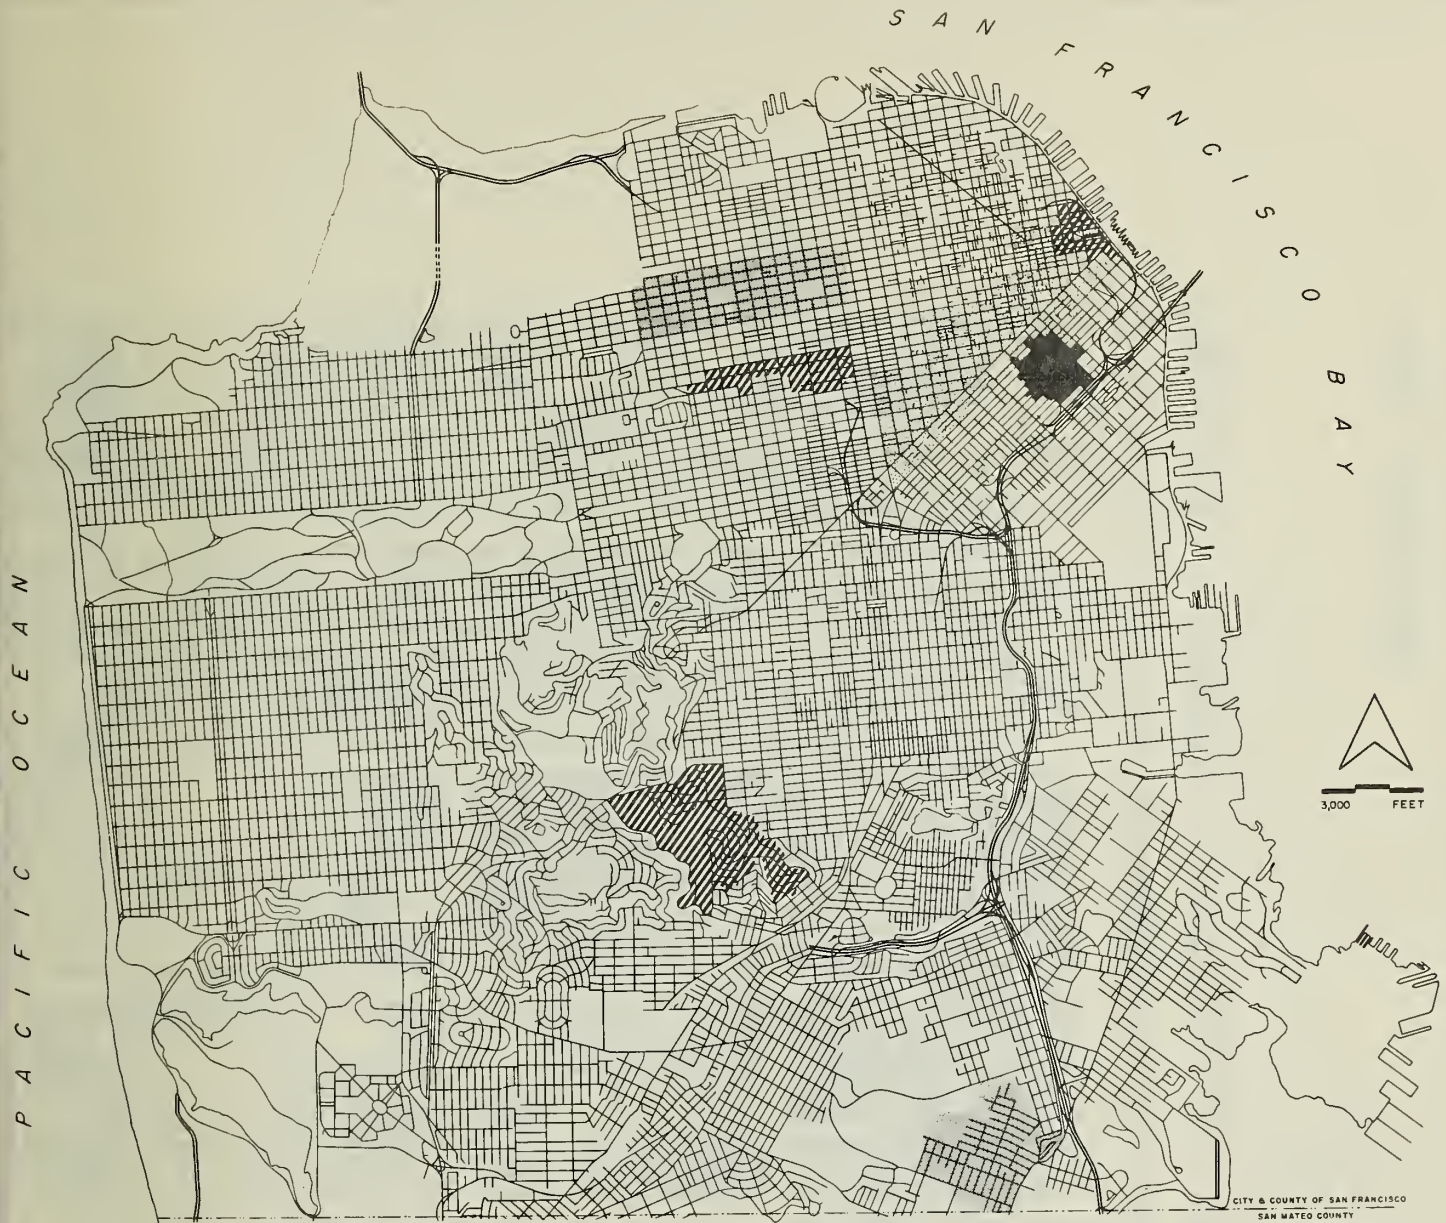 SAN FRANCISCO BAY
PACIFIC OCEAN
3,000 FEET
CITY & COUNTY OF SAN FRANCISCO
SAN MATEO COUNTY